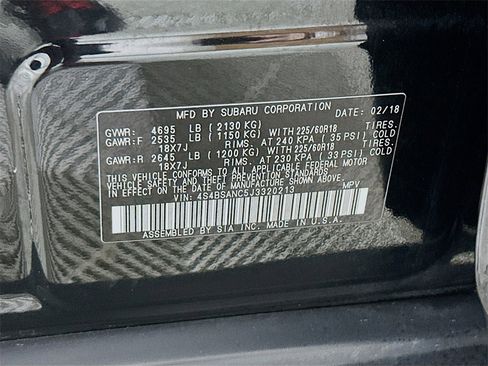 MFD BY SUBARU CORPORATION DATE: 02/18
GVWR: 4695 LB (2130 KG)
GAWR:F 2535 LB (1150 KG) WITH 225/60R18 TIRES.
18X7J RIMS. AT 240 KPA (35 PSI) COLD
GAWR:R 2645 LB (1200 KG) WITH 225/60R18 TIRES.
18X7J RIMS. AT 230 KPA (33 PSI) COLD
THIS VEHICLE CONFORMS TO ALL APPLICABLE FEDERAL MOTOR
VEHICLE SAFETY AND THEFT PREVENTION STANDARDS
IN EFFECT ON THE DATE OF MANUFACTURE SHOWN ABOVE.
VIN: 4S4BSANC5J3320213 MPV
ASSEMBLED BY SIA INC. MADE IN U.S.A.